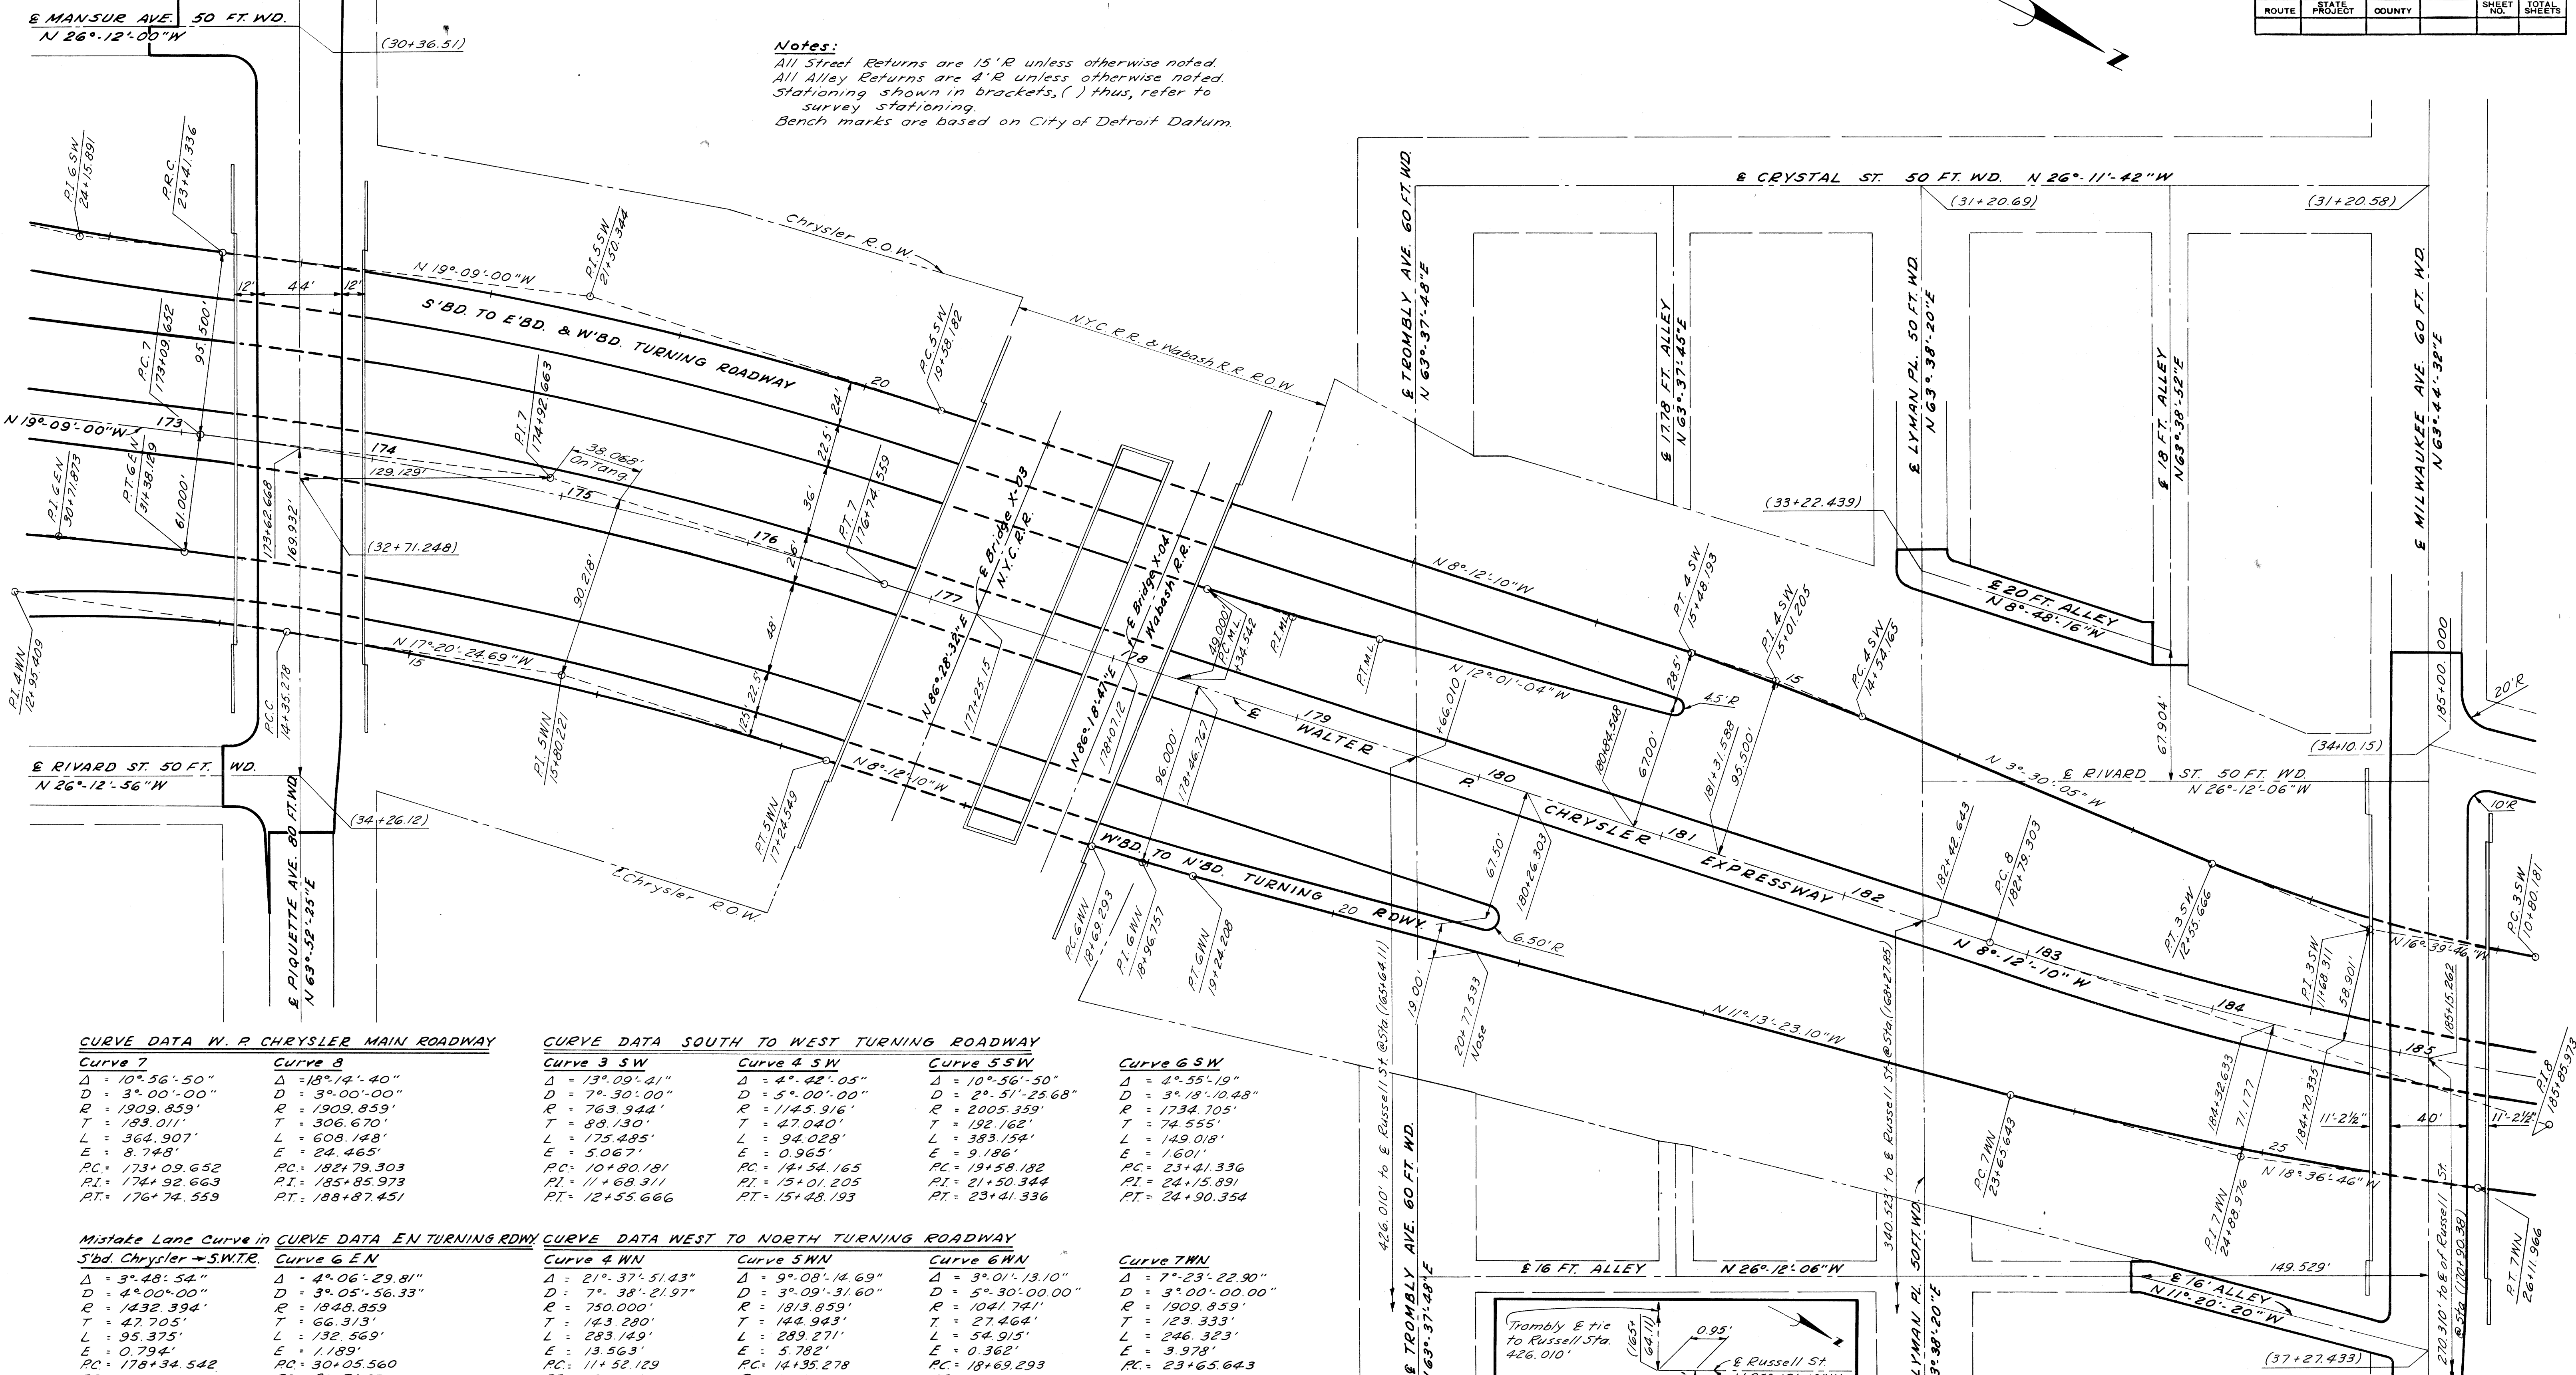 ℄ MANSUR AVE. 50 FT. WD.
N 26°-12'-00"W
(30+36.51)
Notes:
All Street Returns are 15'R unless otherwise noted.
All Alley Returns are 4'R unless otherwise noted.
Stationing shown in brackets, ( ) thus, refer to
survey stationing.
Bench marks are based on City of Detroit Datum.
Z
ROUTE
STATE PROJECT
COUNTY
SHEET NO.
TOTAL SHEETS
P.I. 6 SW
24+15.891
P.R.C.
23+41.336
N 19°-09'-00"W
P.I. 5 SW
21+50.344
Chrysler R.O.W.
P.C. 5 SW
19+58.182
N.Y.C. R.R. & Wabash R.R. R.O.W.
S'BD. TO E'BD. & W'BD. TURNING ROADWAY
12'
44'
12'
95.500'
P.C. 7
173+09.652
N 19°-09'-00"W
173
P.I. 6 EN
30+71.873
P.T. 6 EN
31+38.129
61.000'
174
129.129'
173+62.668
169.932'
(32+71.248)
P.I. 7
174+92.663
38.068'
On Tang.
175
90.218'
176
20
24'
22.5'
36'
26'
48'
22.5'
12.5'
P.T. 7
176+74.559
177
P.I. 4 WN
12+95.409
P.C.C.
14+35.278
N 17°-20'-24.69"W
15
P.I. 5 WN
15+80.221
P.T. 5 WN
17+24.549
℄ RIVARD ST. 50 FT. WD.
N 26°-12'-56"W
(34+26.12)
℄ PIQUETTE AVE. 80 FT. WD.
N 63°-52'-25"E
Chrysler R.O.W.
℄ Bridge X-03
N.Y.C. R.R.
N 86°-28'-32"E
177+25.15
℄ Bridge X-04
Wabash R.R.
N 86°-18'-47"E
178+07.12
178
N 8°-12'-10"W
49.000'
P.C. M.L.
+34.542
P.I. M.L.
P.T. M.L.
96.000'
178+46.767
℄
179
WALTER
P.
CHRYSLER
EXPRESSWAY
N 12°-01'-04"W
+66.010
180
28.5'
4.5'R
180+84.548
67.00'
181
181+31.588
95.500'
182
W'BD. TO N'BD. TURNING RDWY.
20
67.50'
180+26.303
6.50'R
19.00'
20+77.533
Nose
P.C. 6 WN
18+69.293
P.I. 6 WN
18+96.757
P.T. 6 WN
19+24.208
℄ TROMBLY AVE. 60 FT. WD.
N 63°-37'-48"E
℄ CRYSTAL ST. 50 FT. WD. N 26°-11'-42"W
(31+20.69)
(31+20.58)
℄ 17.78 FT. ALLEY
N 63°-37'-45"E
℄ LYMAN PL. 50 FT. WD.
N 63°-38'-20"E
℄ 18 FT. ALLEY
N 63°-38'-52"E
℄ MILWAUKEE AVE. 60 FT. WD.
N 63°-44'-32"E
(33+22.439)
℄ 20 FT. ALLEY
N 8°-48'-16"W
67.904'
N 8°-12'-10"W
P.T. 4 SW
15+48.193
P.I. 4 SW
15+01.205
15
P.C. 4 SW
14+54.165
N 3°-30'-05"W
℄ RIVARD ST. 50 FT. WD.
N 26°-12'-06"W
185+00.000
(34+10.15)
20'R
10'R
182+42.643
P.C. 8
182+79.303
183
N 8°-12'-10"W
P.T. 3 SW
12+55.666
184
P.I. 3 SW
11+68.311
58.901'
N 16°-39'-46"W
P.C. 3 SW
10+80.181
185+15.262
185
P.I. 8
185+85.973
184+32.633
71.177
184+70.335
11'-2½"
40'
11'-2½"
N 11°-13'-23.10"W
P.C. 7 WN
23+65.643
P.I. 7 WN
24+88.976
25
N 18°-36'-46"W
P.T. 7 WN
26+11.966
426.010' to ℄ Russell St. @ Sta. (165+64.11)
340.523' to ℄ Russell St. @ Sta. (168+27.85)
270.310' to ℄ of Russell St.
@ Sta (170+90.38)
℄ TROMBLY AVE. 60 FT. WD.
63°-37'-48"E
LYMAN PL. 50 FT. WD.
3°-38'-20"E
℄ 16 FT. ALLEY N 26°-12'-06"W
149.529'
℄ 16' ALLEY
N 11°-20'-20"W
(37+27.433)
Trombly ℄ tie
to Russell Sta.
426.010'
(165+
64.11)
0.95'
℄ Russell St.
CURVE DATA W. P. CHRYSLER MAIN ROADWAY
Curve 7
Δ = 10°-56'-50"
D = 3°-00'-00"
R = 1909.859'
T = 183.011'
L = 364.907'
E = 8.748'
P.C. = 173+09.652
P.I. = 174+92.663
P.T. = 176+74.559
Curve 8
Δ = 18°-14'-40"
D = 3°-00'-00"
R = 1909.859'
T = 306.670'
L = 608.148'
E = 24.465'
P.C. = 182+79.303
P.I. = 185+85.973
P.T. = 188+87.451
CURVE DATA SOUTH TO WEST TURNING ROADWAY
Curve 3 SW
Δ = 13°-09'-41"
D = 7°-30'-00"
R = 763.944'
T = 88.130'
L = 175.485'
E = 5.067'
P.C. = 10+80.181
P.I. = 11+68.311
P.T. = 12+55.666
Curve 4 SW
Δ = 4°-42'-05"
D = 5°-00'-00"
R = 1145.916'
T = 47.040'
L = 94.028'
E = 0.965'
P.C. = 14+54.165
P.I. = 15+01.205
P.T. = 15+48.193
Curve 5 SW
Δ = 10°-56'-50"
D = 2°-51'-25.68"
R = 2005.359'
T = 192.162'
L = 383.154'
E = 9.186'
P.C. = 19+58.182
P.I. = 21+50.344
P.T. = 23+41.336
Curve 6 SW
Δ = 4°-55'-19"
D = 3°-18'-10.48"
R = 1734.705'
T = 74.555'
L = 149.018'
E = 1.601'
P.C. = 23+41.336
P.I. = 24+15.891
P.T. = 24+90.354
Mistake Lane Curve in
S'bd. Chrysler → S.W.T.R.
Δ = 3°-48'-54"
D = 4°-00'-00"
R = 1432.394'
T = 47.705'
L = 95.375'
E = 0.794'
P.C. = 178+34.542
CURVE DATA EN TURNING RDWY.
Curve 6 EN
Δ = 4°-06'-29.81"
D = 3°-05'-56.33"
R = 1848.859
T = 66.313'
L = 132.569'
E = 1.189'
P.C. = 30+05.560
CURVE DATA WEST TO NORTH TURNING ROADWAY
Curve 4 WN
Δ = 21°-37'-51.43"
D = 7°-38'-21.97"
R = 750.000'
T = 143.280'
L = 283.149'
E = 13.563'
P.C. = 11+52.129
Curve 5 WN
Δ = 9°-08'-14.69"
D = 3°-09'-31.60"
R = 1813.859'
T = 144.943'
L = 289.271'
E = 5.782'
P.C. = 14+35.278
Curve 6 WN
Δ = 3°-01'-13.10"
D = 5°-30'-00.00"
R = 1041.741'
T = 27.464'
L = 54.915'
E = 0.362'
P.C. = 18+69.293
Curve 7 WN
Δ = 7°-23'-22.90"
D = 3°-00'-00.00"
R = 1909.859'
T = 123.333'
L = 246.323'
E = 3.978'
P.C. = 23+65.643